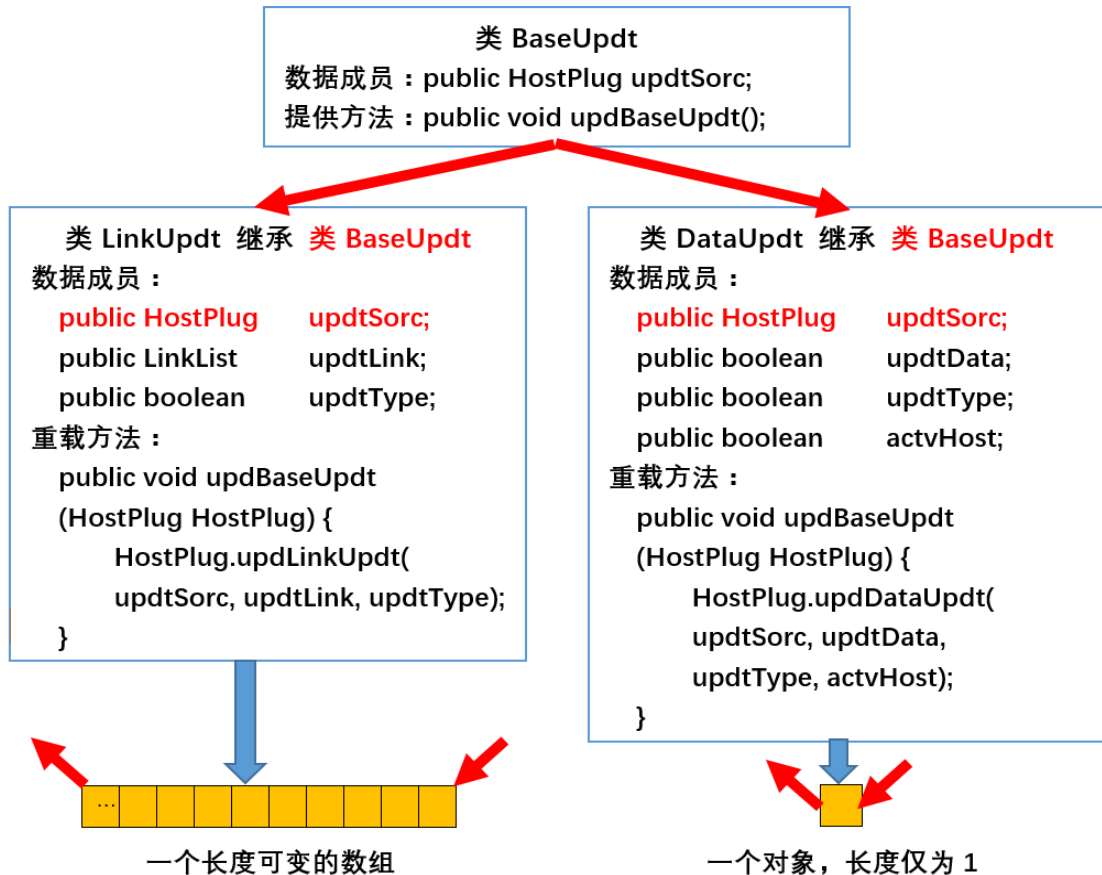 类 BaseUpdt
数据成员：public HostPlug updtSorc;
提供方法：public void updBaseUpdt();
类 LinkUpdt 继承 类 BaseUpdt
数据成员：
public HostPlug updtSorc;
public LinkList updtLink;
public boolean updtType;
重载方法：
public void updBaseUpdt
(HostPlug HostPlug) {
HostPlug.updLinkUpdt(
updtSorc, updtLink, updtType);
}
…
一个长度可变的数组
类 DataUpdt 继承 类 BaseUpdt
数据成员：
public HostPlug updtSorc;
public boolean updtData;
public boolean updtType;
public boolean actvHost;
重载方法：
public void updBaseUpdt
(HostPlug HostPlug) {
HostPlug.updDataUpdt(
updtSorc, updtData,
updtType, actvHost);
}
一个对象，长度仅为 1